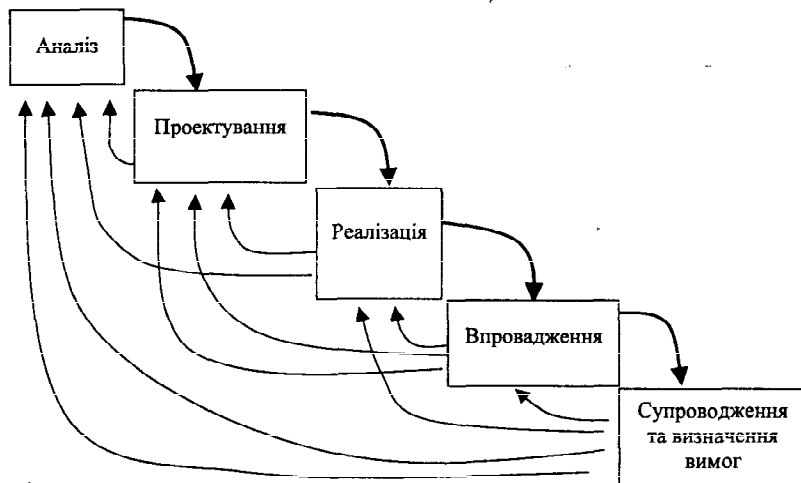 Аналіз
Проектування
Реалізація
Впровадження
Супроводження
та визначення
вимог